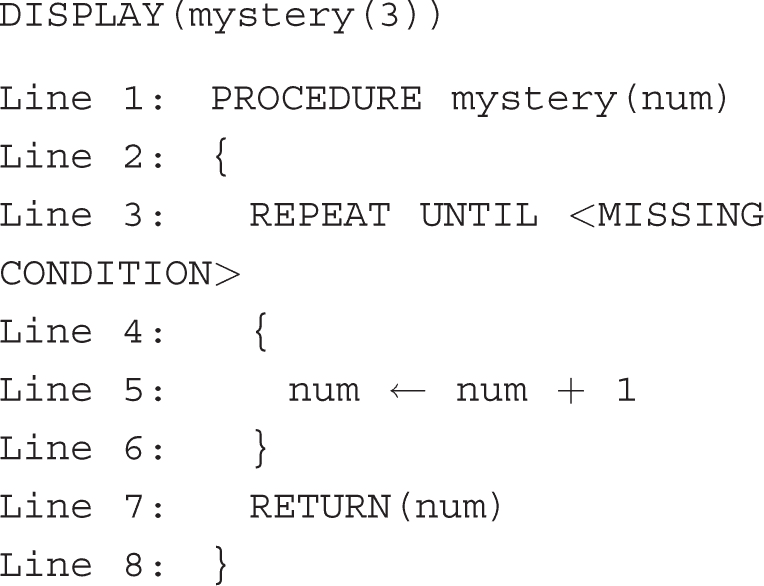 DISPLAY(mystery(3))
Line 1: PROCEDURE mystery(num)
Line 2: {
Line 3: REPEAT UNTIL <MISSING
CONDITION>
Line 4: {
Line 5: num ← num + 1
Line 6: }
Line 7: RETURN(num)
Line 8: }